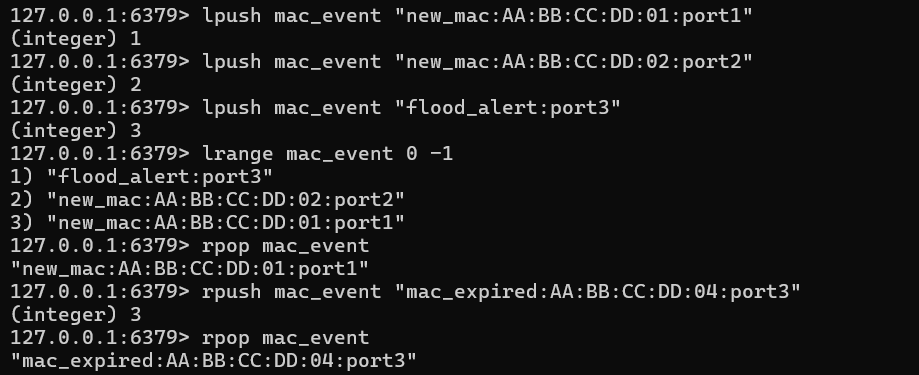 127.0.0.1:6379> lpush mac_event "new_mac:AA:BB:CC:DD:01:port1"
(integer) 1
127.0.0.1:6379> lpush mac_event "new_mac:AA:BB:CC:DD:02:port2"
(integer) 2
127.0.0.1:6379> lpush mac_event "flood_alert:port3"
(integer) 3
127.0.0.1:6379> lrange mac_event 0 -1
1) "flood_alert:port3"
2) "new_mac:AA:BB:CC:DD:02:port2"
3) "new_mac:AA:BB:CC:DD:01:port1"
127.0.0.1:6379> rpop mac_event
"new_mac:AA:BB:CC:DD:01:port1"
127.0.0.1:6379> rpush mac_event "mac_expired:AA:BB:CC:DD:04:port3"
(integer) 3
127.0.0.1:6379> rpop mac_event
"mac_expired:AA:BB:CC:DD:04:port3"